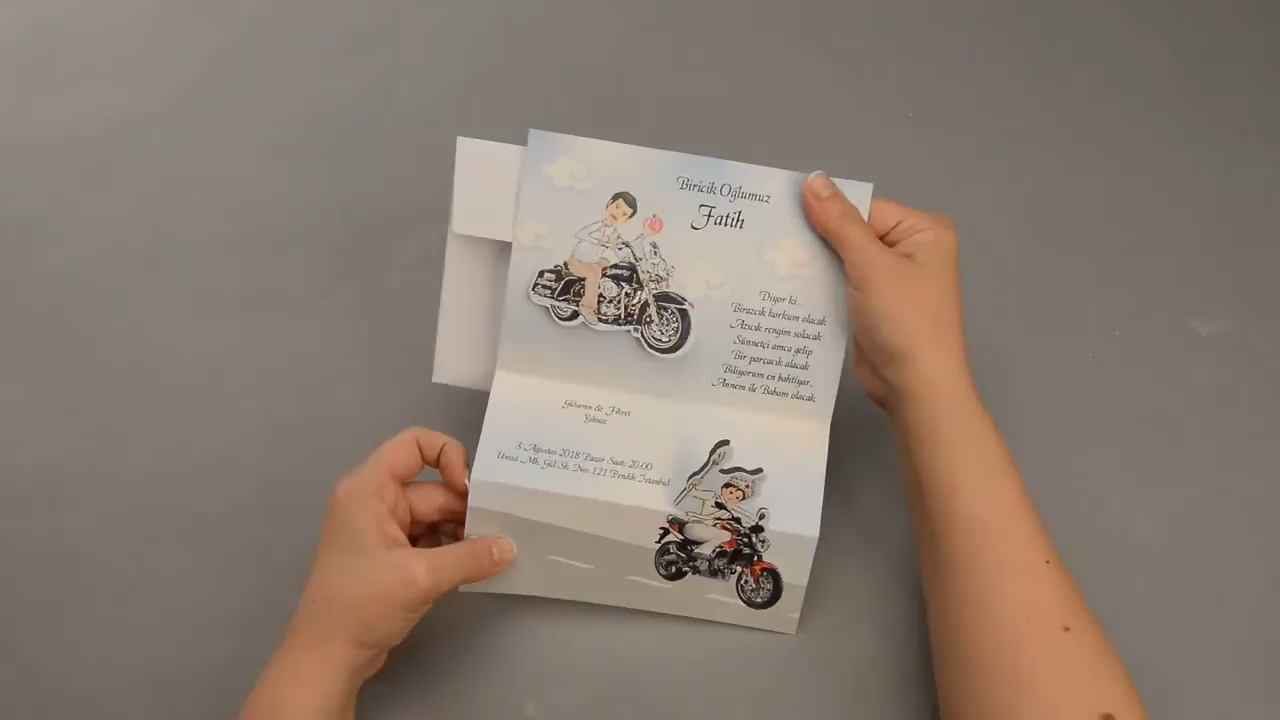 Biricik Oğlumuz
Fatih
Diyor ki...
Birazcık korkum olacak
Azıcık rengim solacak
Sünnetçi amca gelip
Bir parçacık alacak
Biliyorum en bahtiyar,
Annem ile Babam olacak.
Gülseren & Fikret
Yılmaz
3 Ağustos 2018 Pazar Saat: 20:00
Mh. Gül Sk. No: 121 Pendik İstanbul